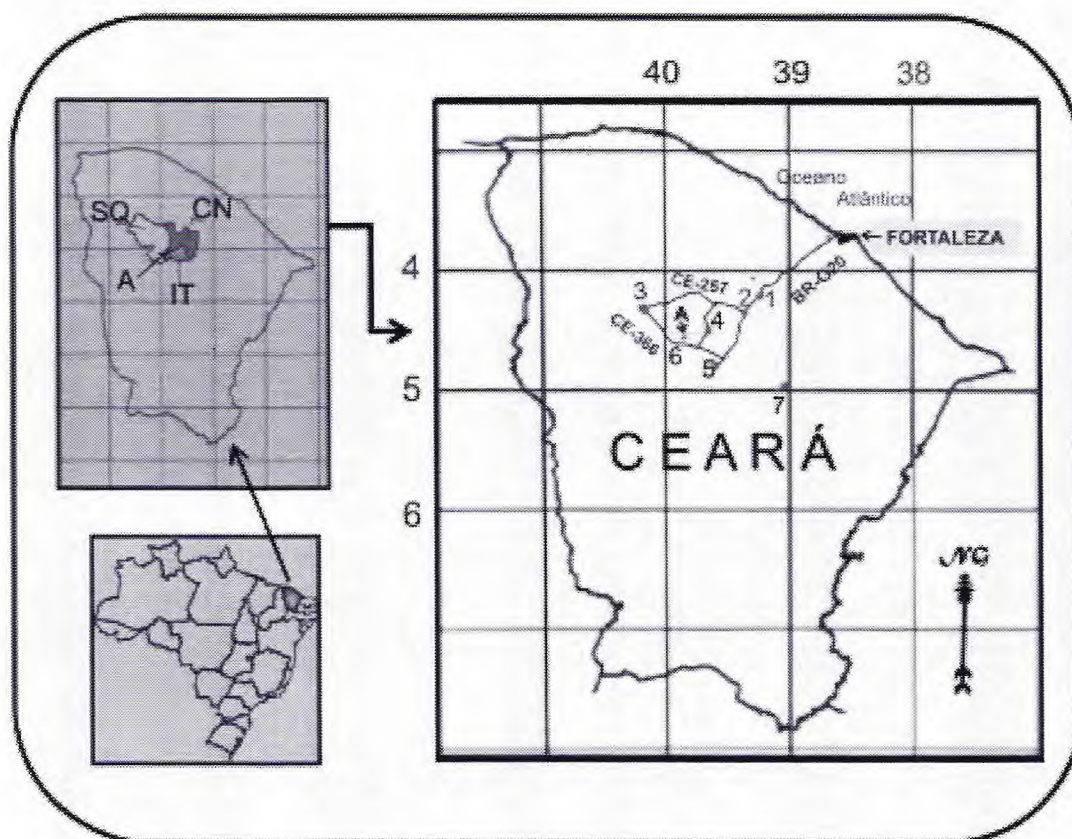 40 39 38
SQ CN
A IT
Oceano
Atlântico
FORTALEZA
4
CE-257
BR-020
3 2 1
A 4
6 5
5
7
CEARÁ
6
NG